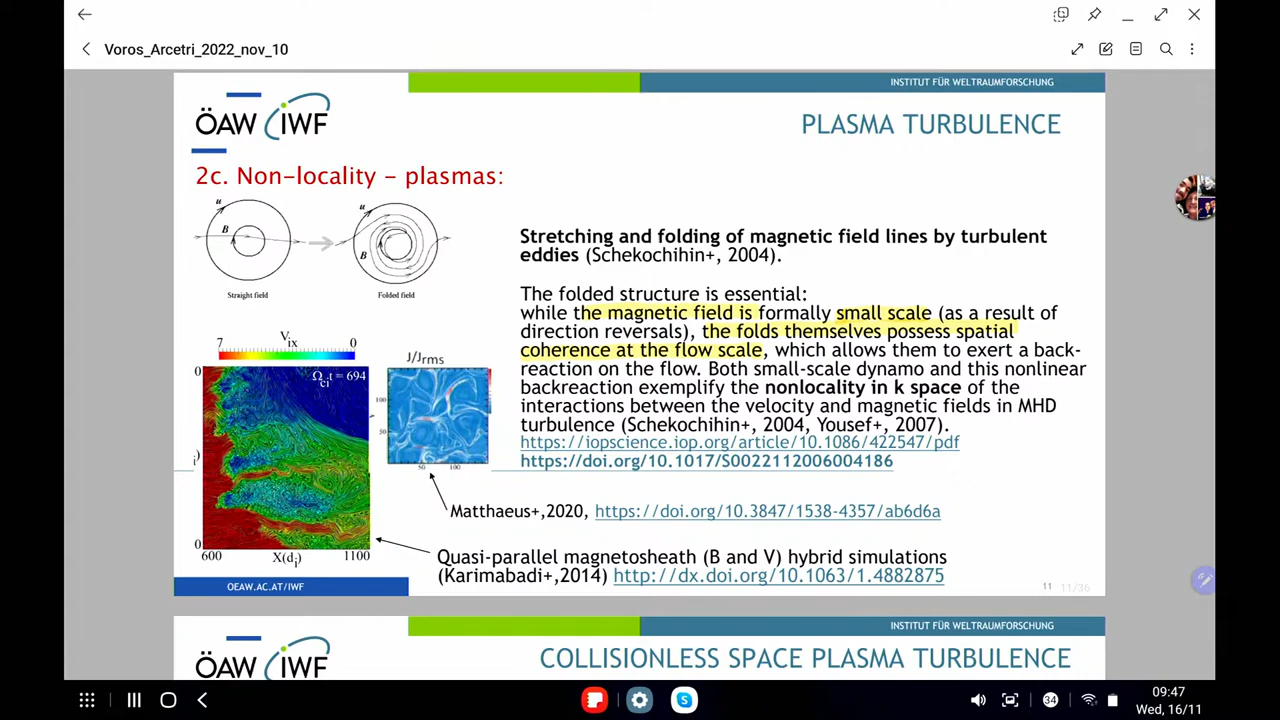 Voros_Arcetri_2022_nov_10
INSTITUT FÜR WELTRAUMFORSCHUNG
ÖAW IWF
PLASMA TURBULENCE
2c. Non-locality - plasmas:
u
B
Straight field
u
B
Folded field
Stretching and folding of magnetic field lines by turbulent
eddies (Schekochihin+, 2004).
The folded structure is essential:
while the magnetic field is formally small scale (as a result of
direction reversals), the folds themselves possess spatial
coherence at the flow scale, which allows them to exert a back-
reaction on the flow. Both small-scale dynamo and this nonlinear
backreaction exemplify the nonlocality in k space of the
interactions between the velocity and magnetic fields in MHD
turbulence (Schekochihin+, 2004, Yousef+, 2007).
https://iopscience.iop.org/article/10.1086/422547/pdf
https://doi.org/10.1017/S0022112006004186
Vix
7 0
Ωci t = 694
0
0
600 X(di) 1100
J/Jrms
100
50
50 100
Matthaeus+,2020, https://doi.org/10.3847/1538-4357/ab6d6a
Quasi-parallel magnetosheath (B and V) hybrid simulations
(Karimabadi+,2014) http://dx.doi.org/10.1063/1.4882875
OEAW.AC.AT/IWF
11 11/36
INSTITUT FÜR WELTRAUMFORSCHUNG
ÖAW IWF
COLLISIONLESS SPACE PLASMA TURBULENCE
34
09:47
Wed, 16/11